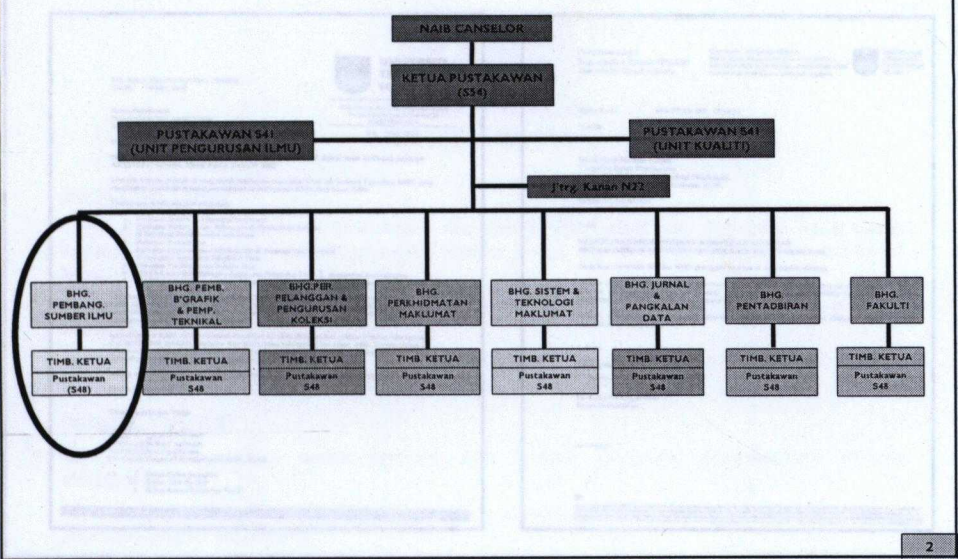 NAIB CANSELOR
KETUA PUSTAKAWAN
(S54)
PUSTAKAWAN S41
(UNIT PENGURUSAN ILMU)
PUSTAKAWAN S41
(UNIT KUALITI)
J'trg. Kanan N22
BHG.
PEMBANG.
SUMBER ILMU
BHG. PEMB.
B'GRAFIK
& PEMP.
TEKNIKAL
BHG.PER.
PELANGGAN &
PENGURUSAN
KOLEKSI
BHG.
PERKHIDMATAN
MAKLUMAT
BHG. SISTEM &
TEKNOLOGI
MAKLUMAT
BHG. JURNAL
&
PANGKALAN
DATA
BHG.
PENTADBIRAN
BHG.
FAKULTI
TIMB. KETUA
Pustakawan
(S48)
TIMB. KETUA
Pustakawan
S48
TIMB. KETUA
Pustakawan
S48
TIMB. KETUA
Pustakawan
S48
TIMB. KETUA
Pustakawan
S48
TIMB. KETUA
Pustakawan
S48
TIMB. KETUA
Pustakawan
S48
TIMB. KETUA
Pustakawan
S48
2